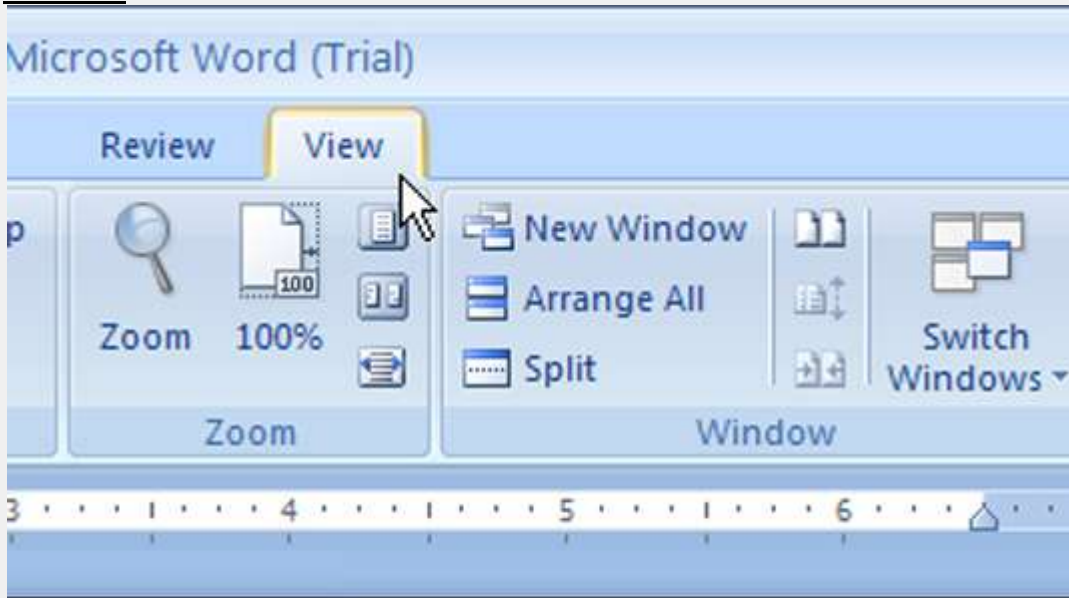 Microsoft Word (Trial)
Review View
p
Zoom
100
100%
New Window
Arrange All
Split
Switch
Windows
Zoom
Window
3 4 5 6